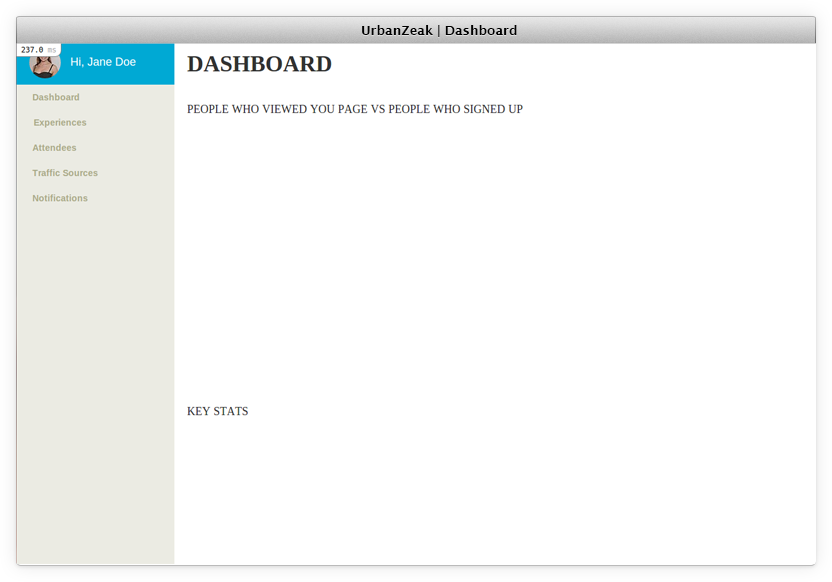 UrbanZeak | Dashboard
237.0 ms
Hi, Jane Doe
Dashboard
Experiences
Attendees
Traffic Sources
Notifications
DASHBOARD
PEOPLE WHO VIEWED YOU PAGE VS PEOPLE WHO SIGNED UP
KEY STATS